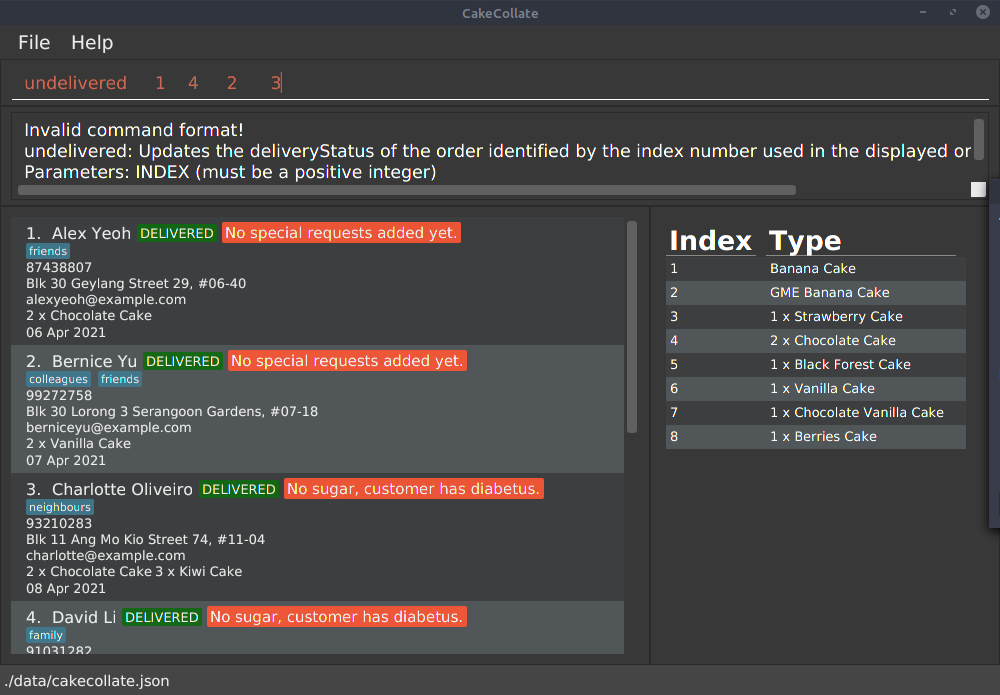 CakeCollate
File Help
undelivered 1 4 2 3
Invalid command format!
undelivered: Updates the deliveryStatus of the order identified by the index number used in the displayed or
Parameters: INDEX (must be a positive integer)
1. Alex Yeoh DELIVERED No special requests added yet.
friends
87438807
Blk 30 Geylang Street 29, #06-40
alexyeoh@example.com
2 x Chocolate Cake
06 Apr 2021
2. Bernice Yu DELIVERED No special requests added yet.
colleagues friends
99272758
Blk 30 Lorong 3 Serangoon Gardens, #07-18
berniceyu@example.com
2 x Vanilla Cake
07 Apr 2021
3. Charlotte Oliveiro DELIVERED No sugar, customer has diabetus.
neighbours
93210283
Blk 11 Ang Mo Kio Street 74, #11-04
charlotte@example.com
2 x Chocolate Cake 3 x Kiwi Cake
08 Apr 2021
4. David Li DELIVERED No sugar, customer has diabetus.
family
91031282
Index Type
1 Banana Cake
2 GME Banana Cake
3 1 x Strawberry Cake
4 2 x Chocolate Cake
5 1 x Black Forest Cake
6 1 x Vanilla Cake
7 1 x Chocolate Vanilla Cake
8 1 x Berries Cake
./data/cakecollate.json